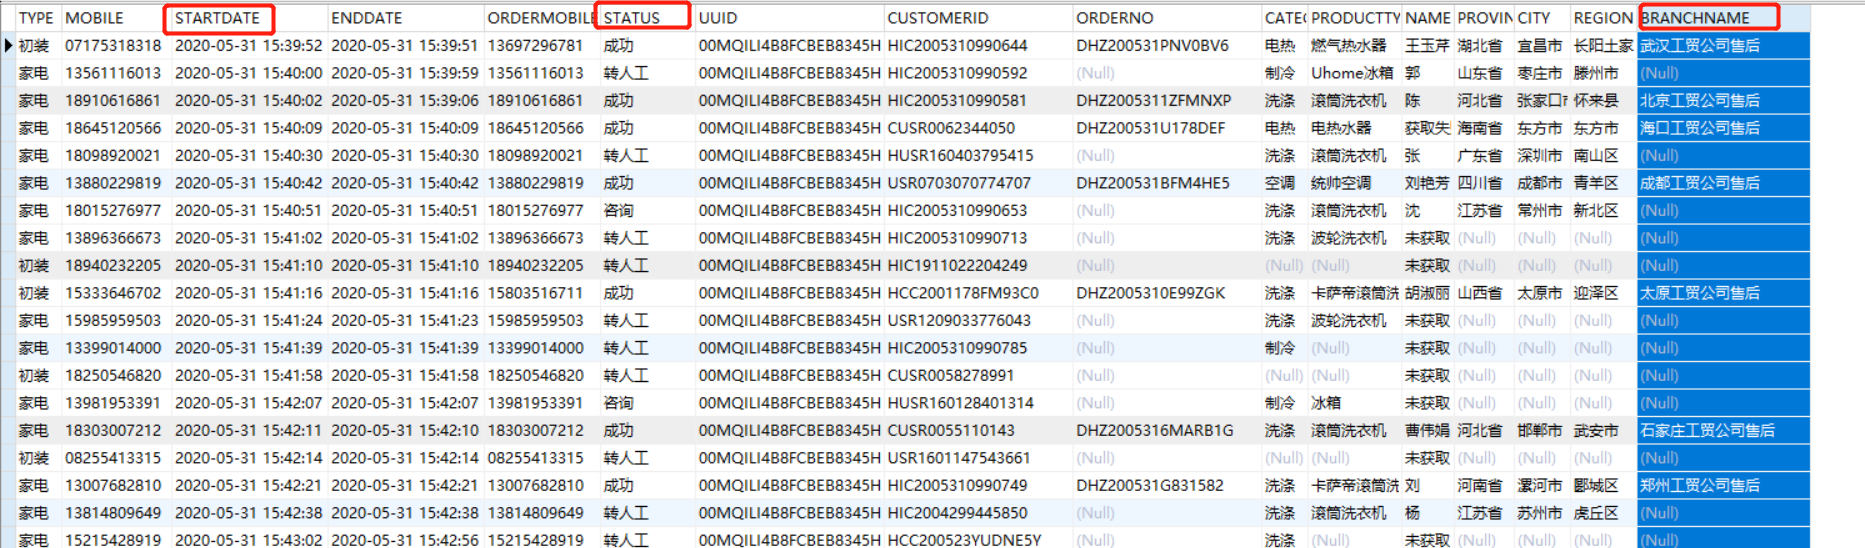 TYPE MOBILE STARTDATE ENDDATE ORDERMOBILE STATUS UUID CUSTOMERID ORDERNO CATEG PRODUCTTY NAME PROVIN CITY REGION BRANCHNAME
初装 07175318318 2020-05-31 15:39:52 2020-05-31 15:39:51 13697296781 成功 00MQILI4B8FCBEB8345H HIC2005310990644 DHZ200531PNV0BV6 电热 燃气热水器 王玉芹 湖北省 宜昌市 长阳土家 武汉工贸公司售后
家电 13561116013 2020-05-31 15:40:00 2020-05-31 15:39:59 13561116013 转人工 00MQILI4B8FCBEB8345H HIC2005310990592 (Null) 制冷 Uhome冰箱 郭 山东省 枣庄市 滕州市 (Null)
家电 18910616861 2020-05-31 15:40:02 2020-05-31 15:39:06 18910616861 成功 00MQILI4B8FCBEB8345H HIC2005310990581 DHZ2005311ZFMNXP 洗涤 滚筒洗衣机 陈 河北省 张家口市 怀来县 北京工贸公司售后
家电 18645120566 2020-05-31 15:40:09 2020-05-31 15:40:09 18645120566 成功 00MQILI4B8FCBEB8345H CUSR0062344050 DHZ200531U178DEF 电热 电热水器 获取失 海南省 东方市 东方市 海口工贸公司售后
家电 18098920021 2020-05-31 15:40:30 2020-05-31 15:40:30 18098920021 转人工 00MQILI4B8FCBEB8345H HUSR160403795415 (Null) 洗涤 滚筒洗衣机 张 广东省 深圳市 南山区 (Null)
家电 13880229819 2020-05-31 15:40:42 2020-05-31 15:40:42 13880229819 成功 00MQILI4B8FCBEB8345H USR0703070774707 DHZ200531BFM4HE5 空调 统帅空调 刘艳芳 四川省 成都市 青羊区 成都工贸公司售后
家电 18015276977 2020-05-31 15:40:51 2020-05-31 15:40:51 18015276977 咨询 00MQILI4B8FCBEB8345H HIC2005310990653 (Null) 洗涤 滚筒洗衣机 沈 江苏省 常州市 新北区 (Null)
家电 13896366673 2020-05-31 15:41:02 2020-05-31 15:41:02 13896366673 转人工 00MQILI4B8FCBEB8345H HIC2005310990713 (Null) 洗涤 波轮洗衣机 未获取 (Null) (Null) (Null) (Null)
初装 18940232205 2020-05-31 15:41:10 2020-05-31 15:41:10 18940232205 转人工 00MQILI4B8FCBEB8345H HIC1911022204249 (Null) (Null) (Null) 未获取 (Null) (Null) (Null) (Null)
初装 15333646702 2020-05-31 15:41:16 2020-05-31 15:41:16 15803516711 成功 00MQILI4B8FCBEB8345H HCC2001178FM93C0 DHZ2005310E99ZGK 洗涤 卡萨帝滚筒洗 胡淑丽 山西省 太原市 迎泽区 太原工贸公司售后
家电 15985959503 2020-05-31 15:41:24 2020-05-31 15:41:23 15985959503 转人工 00MQILI4B8FCBEB8345H USR1209033776043 (Null) 洗涤 波轮洗衣机 未获取 (Null) (Null) (Null) (Null)
家电 13399014000 2020-05-31 15:41:39 2020-05-31 15:41:39 13399014000 转人工 00MQILI4B8FCBEB8345H HIC2005310990785 (Null) 制冷 (Null) 未获取 (Null) (Null) (Null) (Null)
初装 18250546820 2020-05-31 15:41:58 2020-05-31 15:41:58 18250546820 转人工 00MQILI4B8FCBEB8345H CUSR0058278991 (Null) (Null) (Null) 未获取 (Null) (Null) (Null) (Null)
家电 13981953391 2020-05-31 15:42:07 2020-05-31 15:42:07 13981953391 咨询 00MQILI4B8FCBEB8345H HUSR160128401314 (Null) 制冷 冰箱 未获取 (Null) (Null) (Null) (Null)
家电 18303007212 2020-05-31 15:42:11 2020-05-31 15:42:10 18303007212 成功 00MQILI4B8FCBEB8345H CUSR0055110143 DHZ2005316MARB1G 洗涤 滚筒洗衣机 曹伟娟 河北省 邯郸市 武安市 石家庄工贸公司售后
初装 08255413315 2020-05-31 15:42:14 2020-05-31 15:42:14 08255413315 转人工 00MQILI4B8FCBEB8345H USR1601147543661 (Null) (Null) (Null) 未获取 (Null) (Null) (Null) (Null)
家电 13007682810 2020-05-31 15:42:21 2020-05-31 15:42:21 13007682810 成功 00MQILI4B8FCBEB8345H HIC2005310990749 DHZ200531G831582 洗涤 卡萨帝滚筒洗 刘 河南省 漯河市 郾城区 郑州工贸公司售后
家电 13814809649 2020-05-31 15:42:38 2020-05-31 15:42:38 13814809649 转人工 00MQILI4B8FCBEB8345H HIC2004299445850 (Null) 洗涤 滚筒洗衣机 杨 江苏省 苏州市 虎丘区 (Null)
家电 15215428919 2020-05-31 15:43:02 2020-05-31 15:42:56 15215428919 转人工 00MQILI4B8FCBEB8345H HCC200523YUDNE5Y (Null) 洗涤 滚筒洗衣机 未获取 (Null) (Null) (Null) (Null)